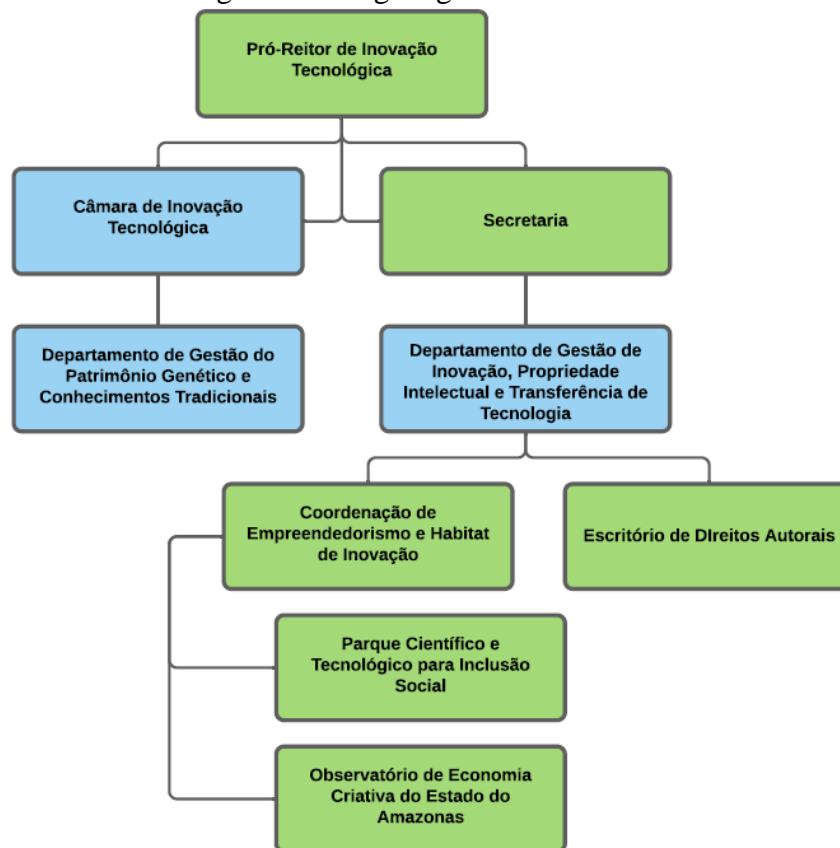 Pró-Reitor de Inovação
Tecnológica
Câmara de Inovação
Tecnológica
Secretaria
Departamento de Gestão do
Patrimônio Genético e
Conhecimentos Tradicionais
Departamento de Gestão de
Inovação, Propriedade
Intelectual e Transferência de
Tecnologia
Coordenação de
Empreendedorismo e Habitat
de Inovação
Escritório de DIreitos Autorais
Parque Científico e
Tecnológico para Inclusão
Social
Observatório de Economia
Criativa do Estado do
Amazonas